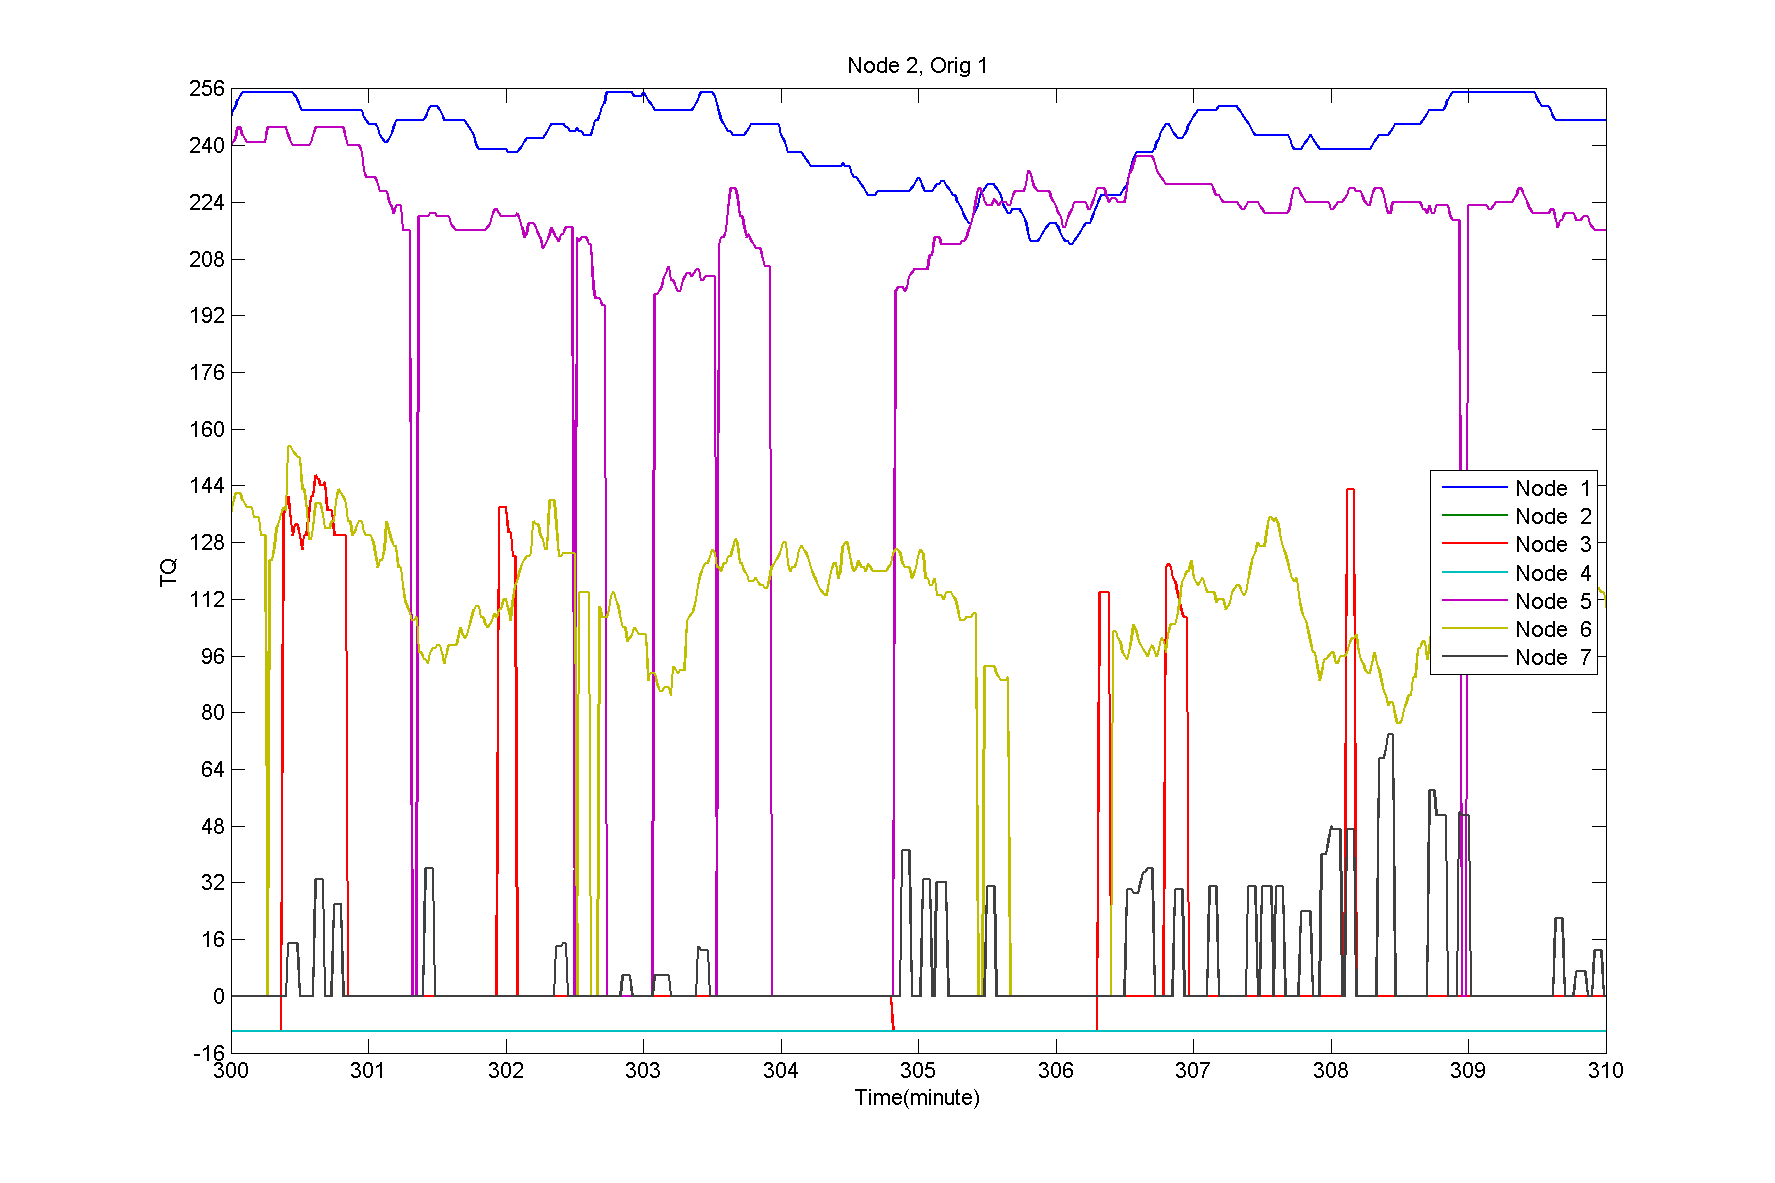 Node 2, Orig 1
256
240
224
208
192
176
160
144
128
112
96
80
64
48
32
16
0
-16
TQ
Node 1
Node 2
Node 3
Node 4
Node 5
Node 6
Node 7
300 301 302 303 304 305 306 307 308 309 310
Time(minute)